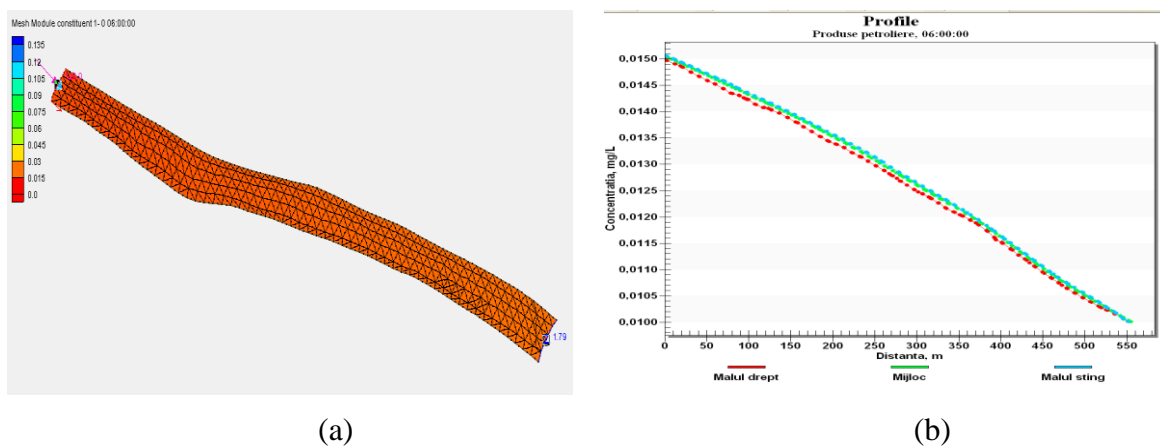 Mesh Module constituent 1- 0 06:00:00
0.135
0.12
0.105
0.09
0.075
0.06
0.045
0.03
0.015
0.0
1.79
(a)
Profile
Produse petroliere, 06:00:00
Concentratia, mg/L
0,0150
0,0145
0,0140
0,0135
0,0130
0,0125
0,0120
0,0115
0,0110
0,0105
0,0100
0 50 100 150 200 250 300 350 400 450 500 550
Distanta, m
Malul drept Mijloc Malul sting
(b)